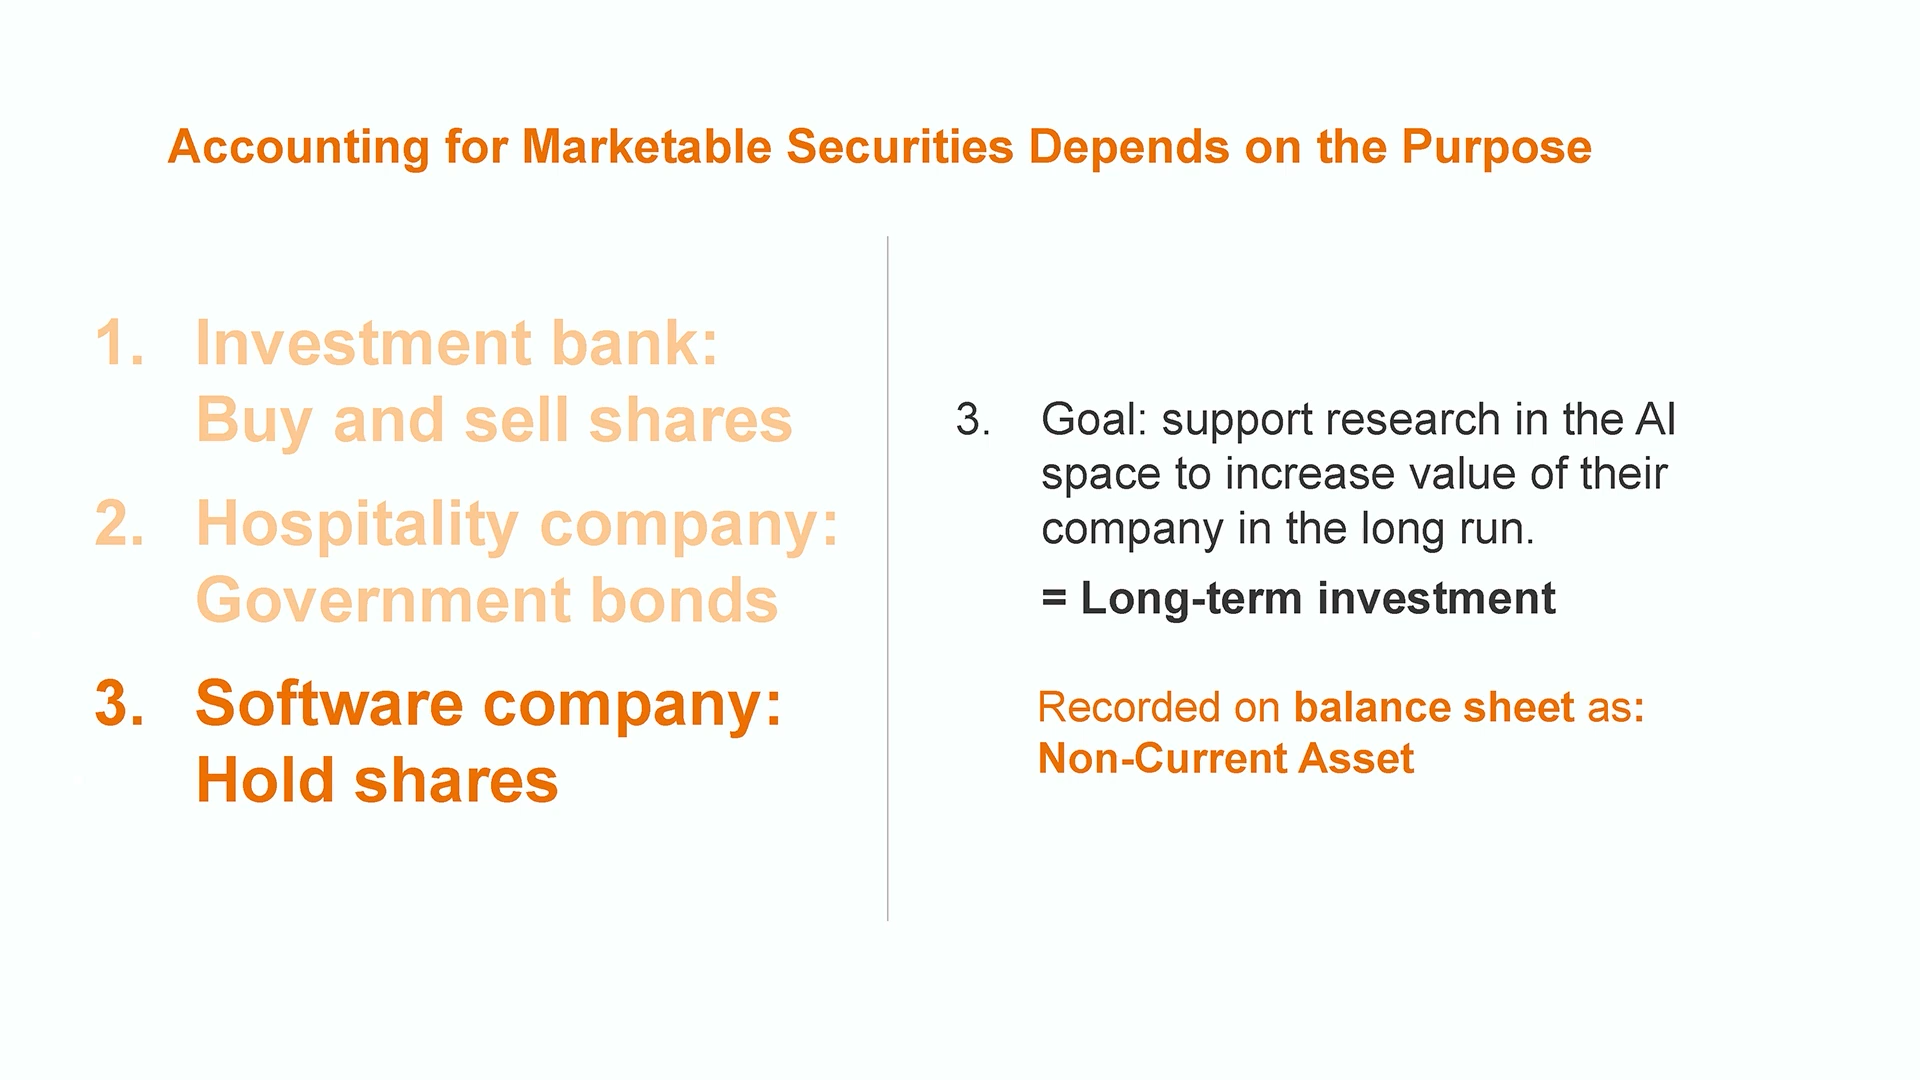 Accounting for Marketable Securities Depends on the Purpose
1. Investment bank:
Buy and sell shares
2. Hospitality company:
Government bonds
3. Software company:
Hold shares
3. Goal: support research in the AI
space to increase value of their
company in the long run.
= Long-term investment
Recorded on balance sheet as:
Non-Current Asset